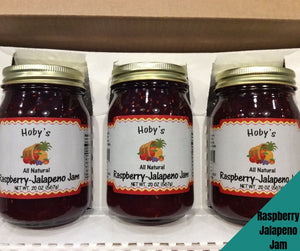 Hoby's
All Natural
Raspberry-Jalapeno Jam
NET WT. 20 OZ (567g)
Hoby's
All Natural
Raspberry-Jalapeno Jam
NET WT. 20 OZ (567g)
Hoby's
All Natural
Raspberry-Jalapeno Jam
NET WT. 20 OZ (567g)
Raspberry
Jalapeno
Jam